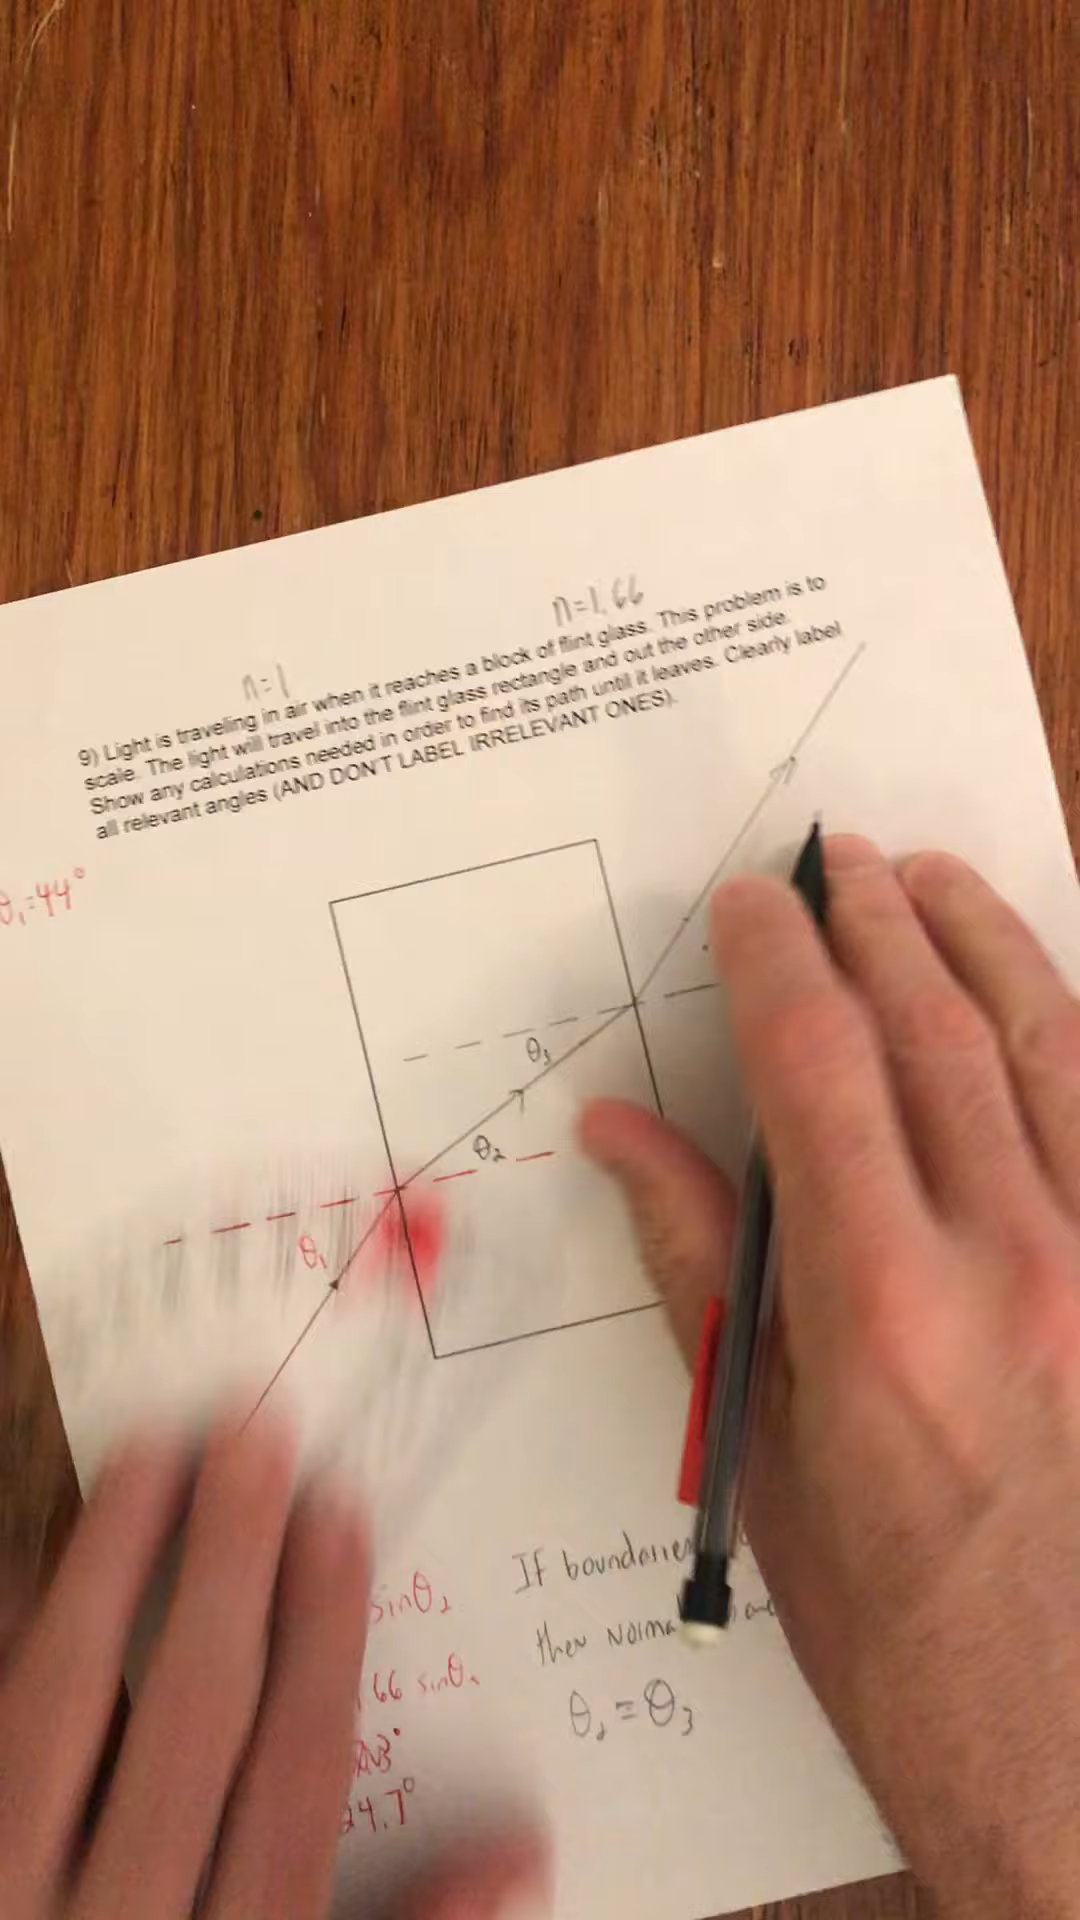 n=1.66
n=1
9) Light is traveling in air when it reaches a block of flint glass. This problem is to
scale. The light will travel into the flint glass rectangle and out the other side.
Show any calculations needed in order to find its path until it leaves. Clearly label
all relevant angles (AND DON'T LABEL IRRELEVANT ONES).
θ₁=44°
θ₃
θ₂
θ₁
sinθ₂
If boundaries
66 sinθ₂
then
θ₂=θ₃
24.7°